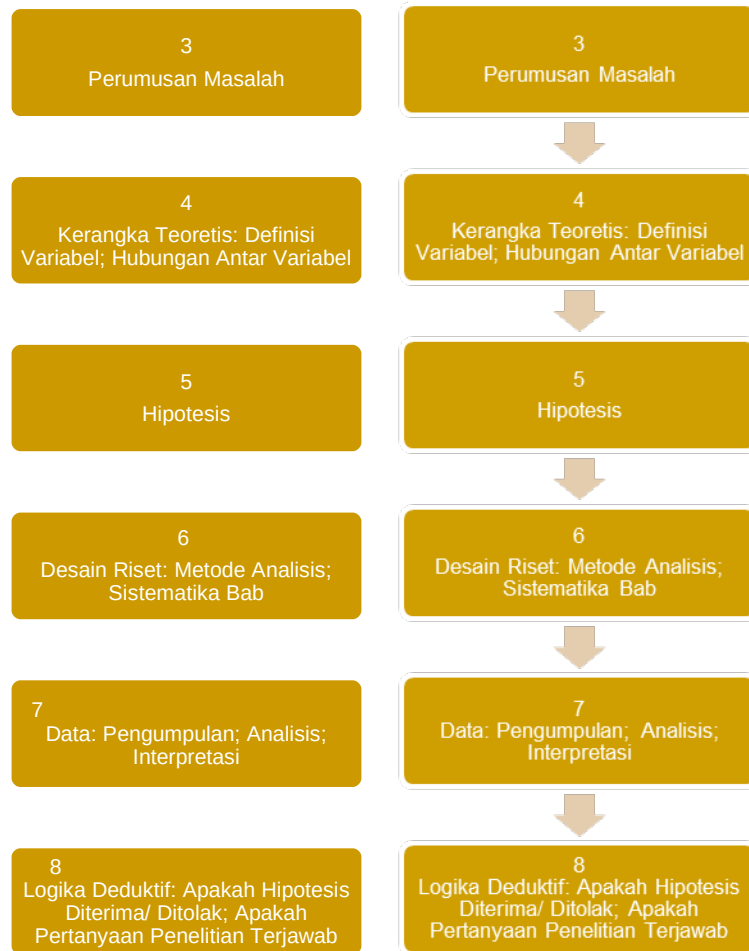 3
Perumusan Masalah
4
Kerangka Teoretis: Definisi
Variabel; Hubungan Antar Variabel
5
Hipotesis
6
Desain Riset: Metode Analisis;
Sistematika Bab
7
Data: Pengumpulan; Analisis;
Interpretasi
8
Logika Deduktif: Apakah Hipotesis
Diterima/ Ditolak; Apakah
Pertanyaan Penelitian Terjawab
3
Perumusan Masalah
4
Kerangka Teoretis: Definisi
Variabel; Hubungan Antar Variabel
5
Hipotesis
6
Desain Riset: Metode Analisis;
Sistematika Bab
7
Data: Pengumpulan; Analisis;
Interpretasi
8
Logika Deduktif: Apakah Hipotesis
Diterima/ Ditolak; Apakah
Pertanyaan Penelitian Terjawab